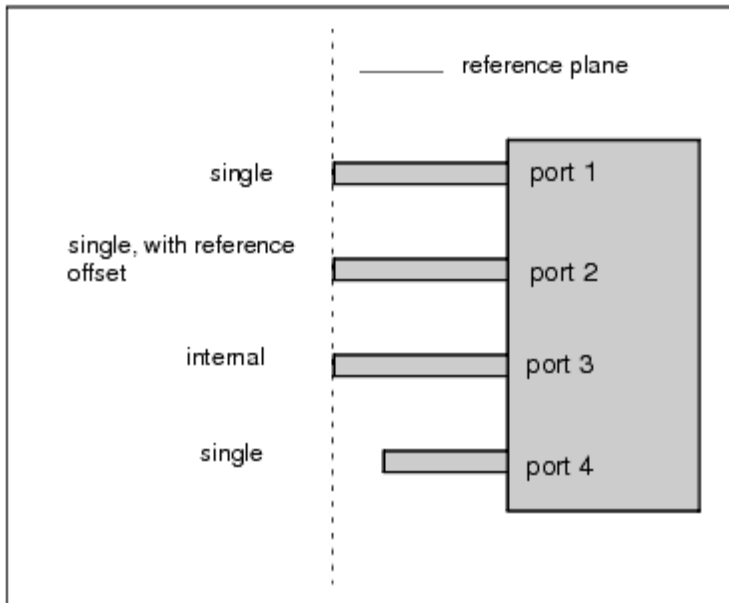 reference plane
single
port 1
single, with reference
offset
port 2
internal
port 3
single
port 4